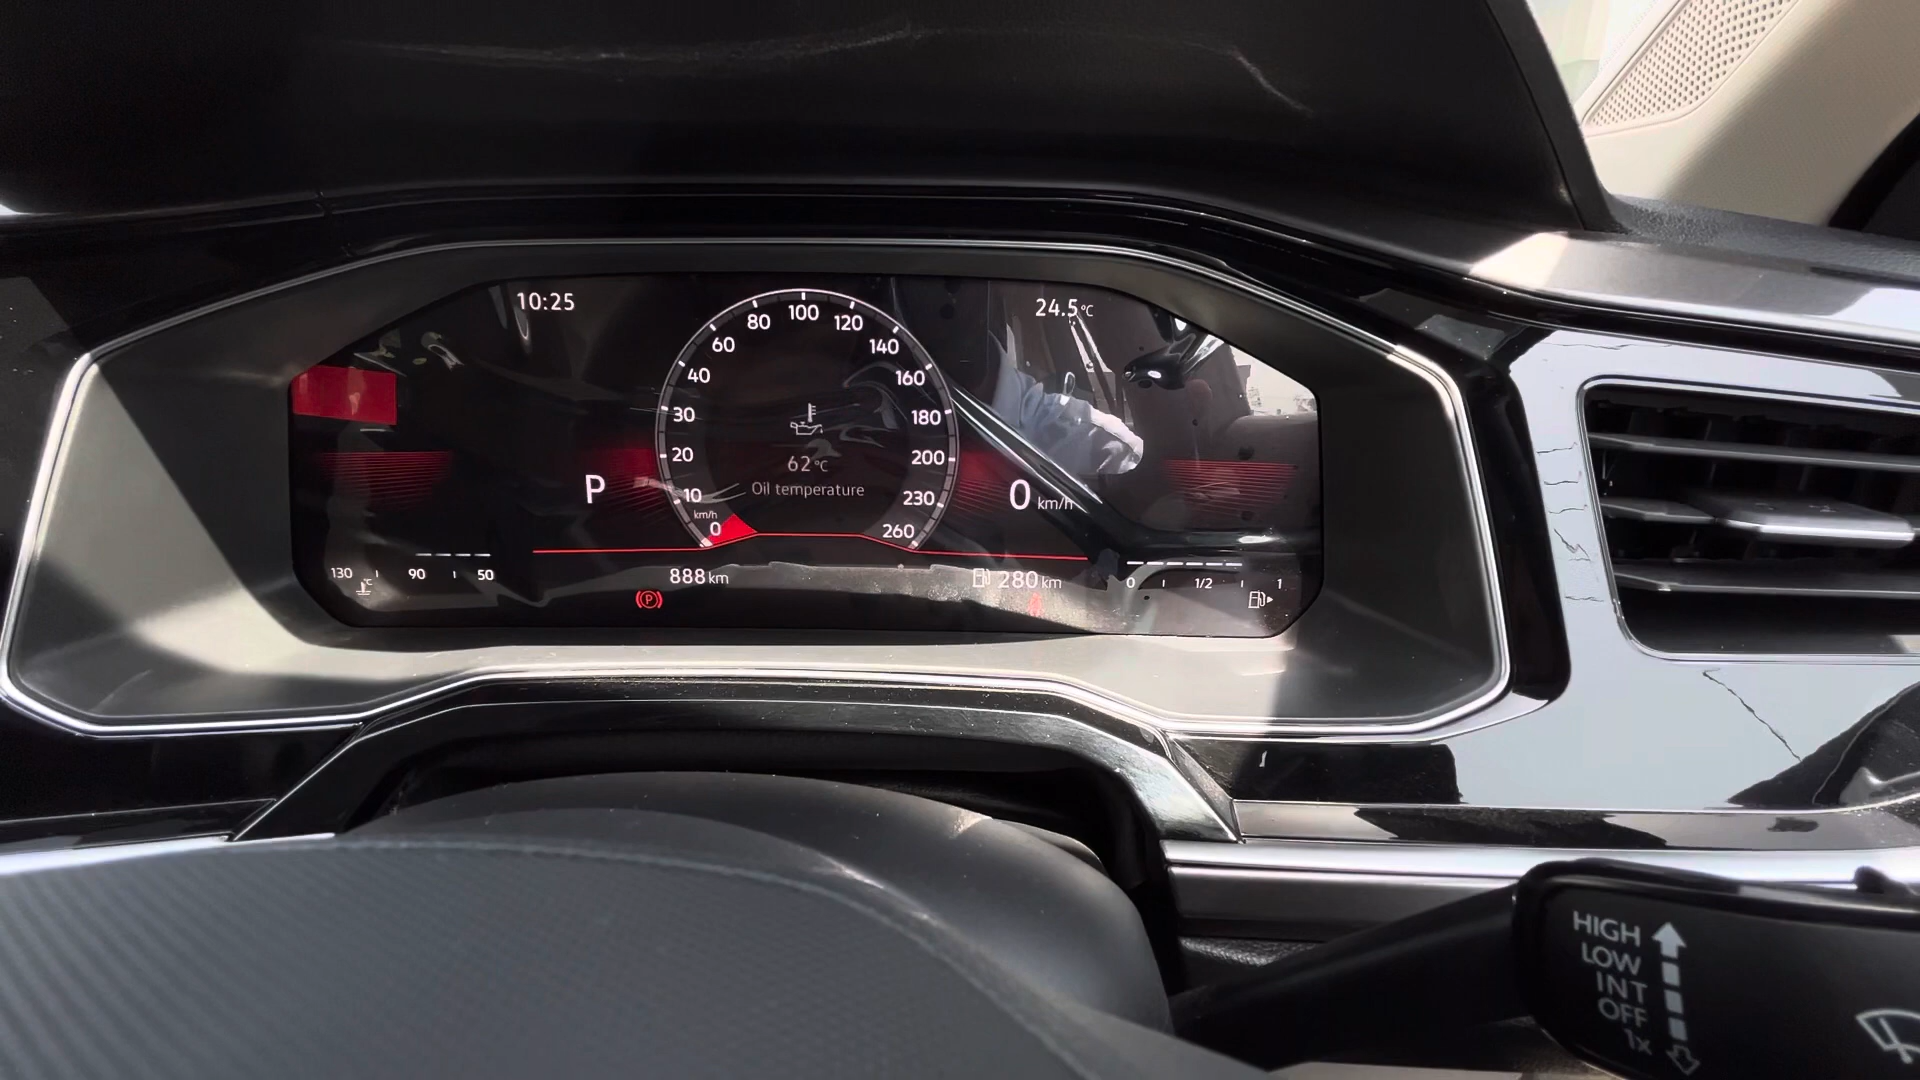 10:25
24.5°C
100
80
120
60
140
40
160
30
180
20
200
10
230
km/h
0
260
62°C
Oil temperature
P
0 km/h
130
90
50
°C
888 km
280 km
0
1/2
1
(P)
HIGH
LOW
INT
OFF
1x